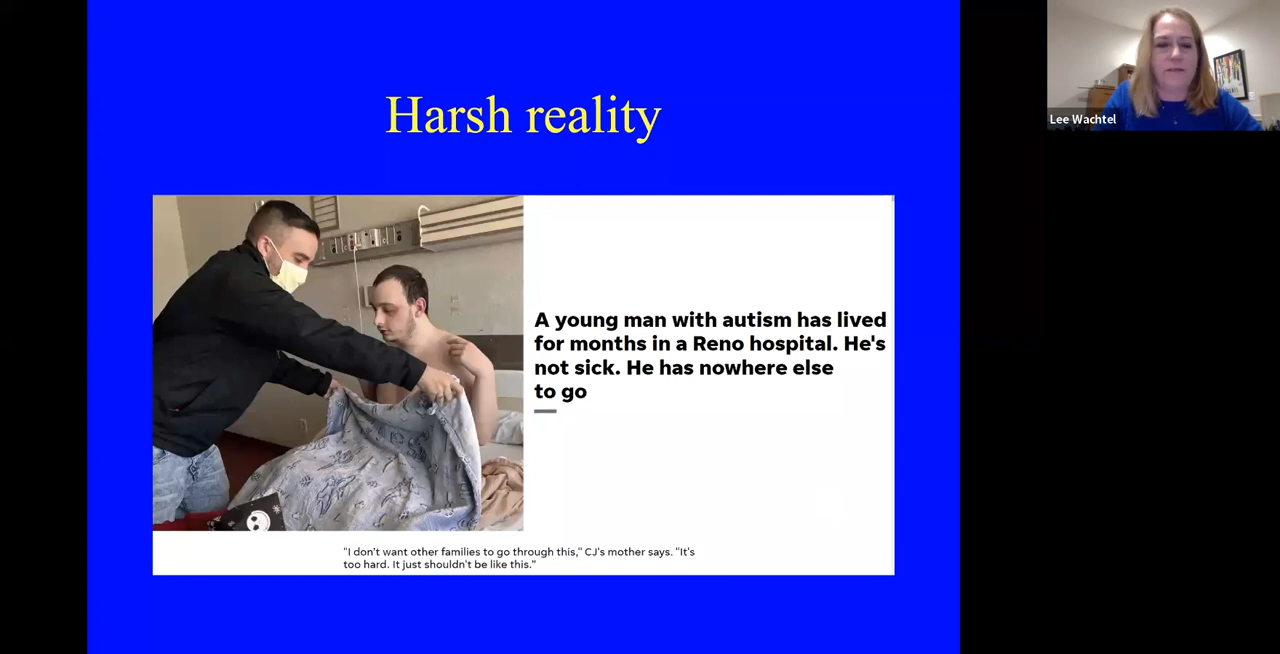 Harsh reality
Lee Wachtel
A young man with autism has lived
for months in a Reno hospital. He's
not sick. He has nowhere else
to go
"I don't want other families to go through this," CJ's mother says. "It's
too hard. It just shouldn't be like this."